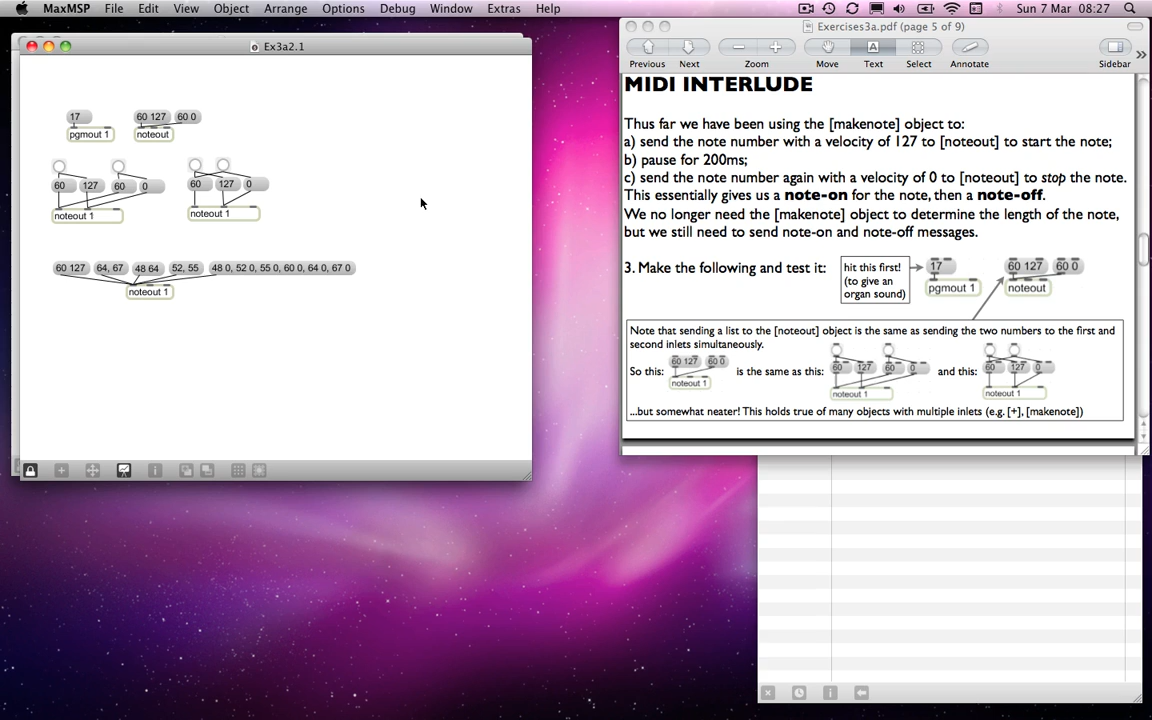 MaxMSP File Edit View Object Arrange Options Debug Window Extras Help Sun 7 Mar 08:27
Ex3a2.1
17 60 127 60 0
pgmout 1 noteout
60 127 60 0 60 127 0
noteout 1 noteout 1
60 127 64, 67 48 64 52, 55 48 0, 52 0, 55 0, 60 0, 64 0, 67 0
noteout 1
Exercises3a.pdf (page 5 of 9)
Previous Next Zoom Move Text Select Annotate Sidebar
MIDI INTERLUDE
Thus far we have been using the [makenote] object to:
a) send the note number with a velocity of 127 to [noteout] to start the note;
b) pause for 200ms;
c) send the note number again with a velocity of 0 to [noteout] to stop the note.
This essentially gives us a note-on for the note, then a note-off.
We no longer need the [makenote] object to determine the length of the note,
but we still need to send note-on and note-off messages.
3. Make the following and test it:
hit this first!
(to give an
organ sound)
17 60 127 60 0
pgmout 1 noteout
Note that sending a list to the [noteout] object is the same as sending the two numbers to the first and
second inlets simultaneously.
So this: 60 127 60 0 is the same as this: 60 127 60 0 and this: 60 127 0
noteout 1 noteout 1 noteout 1
...but somewhat neater! This holds true of many objects with multiple inlets (e.g. [+], [makenote])